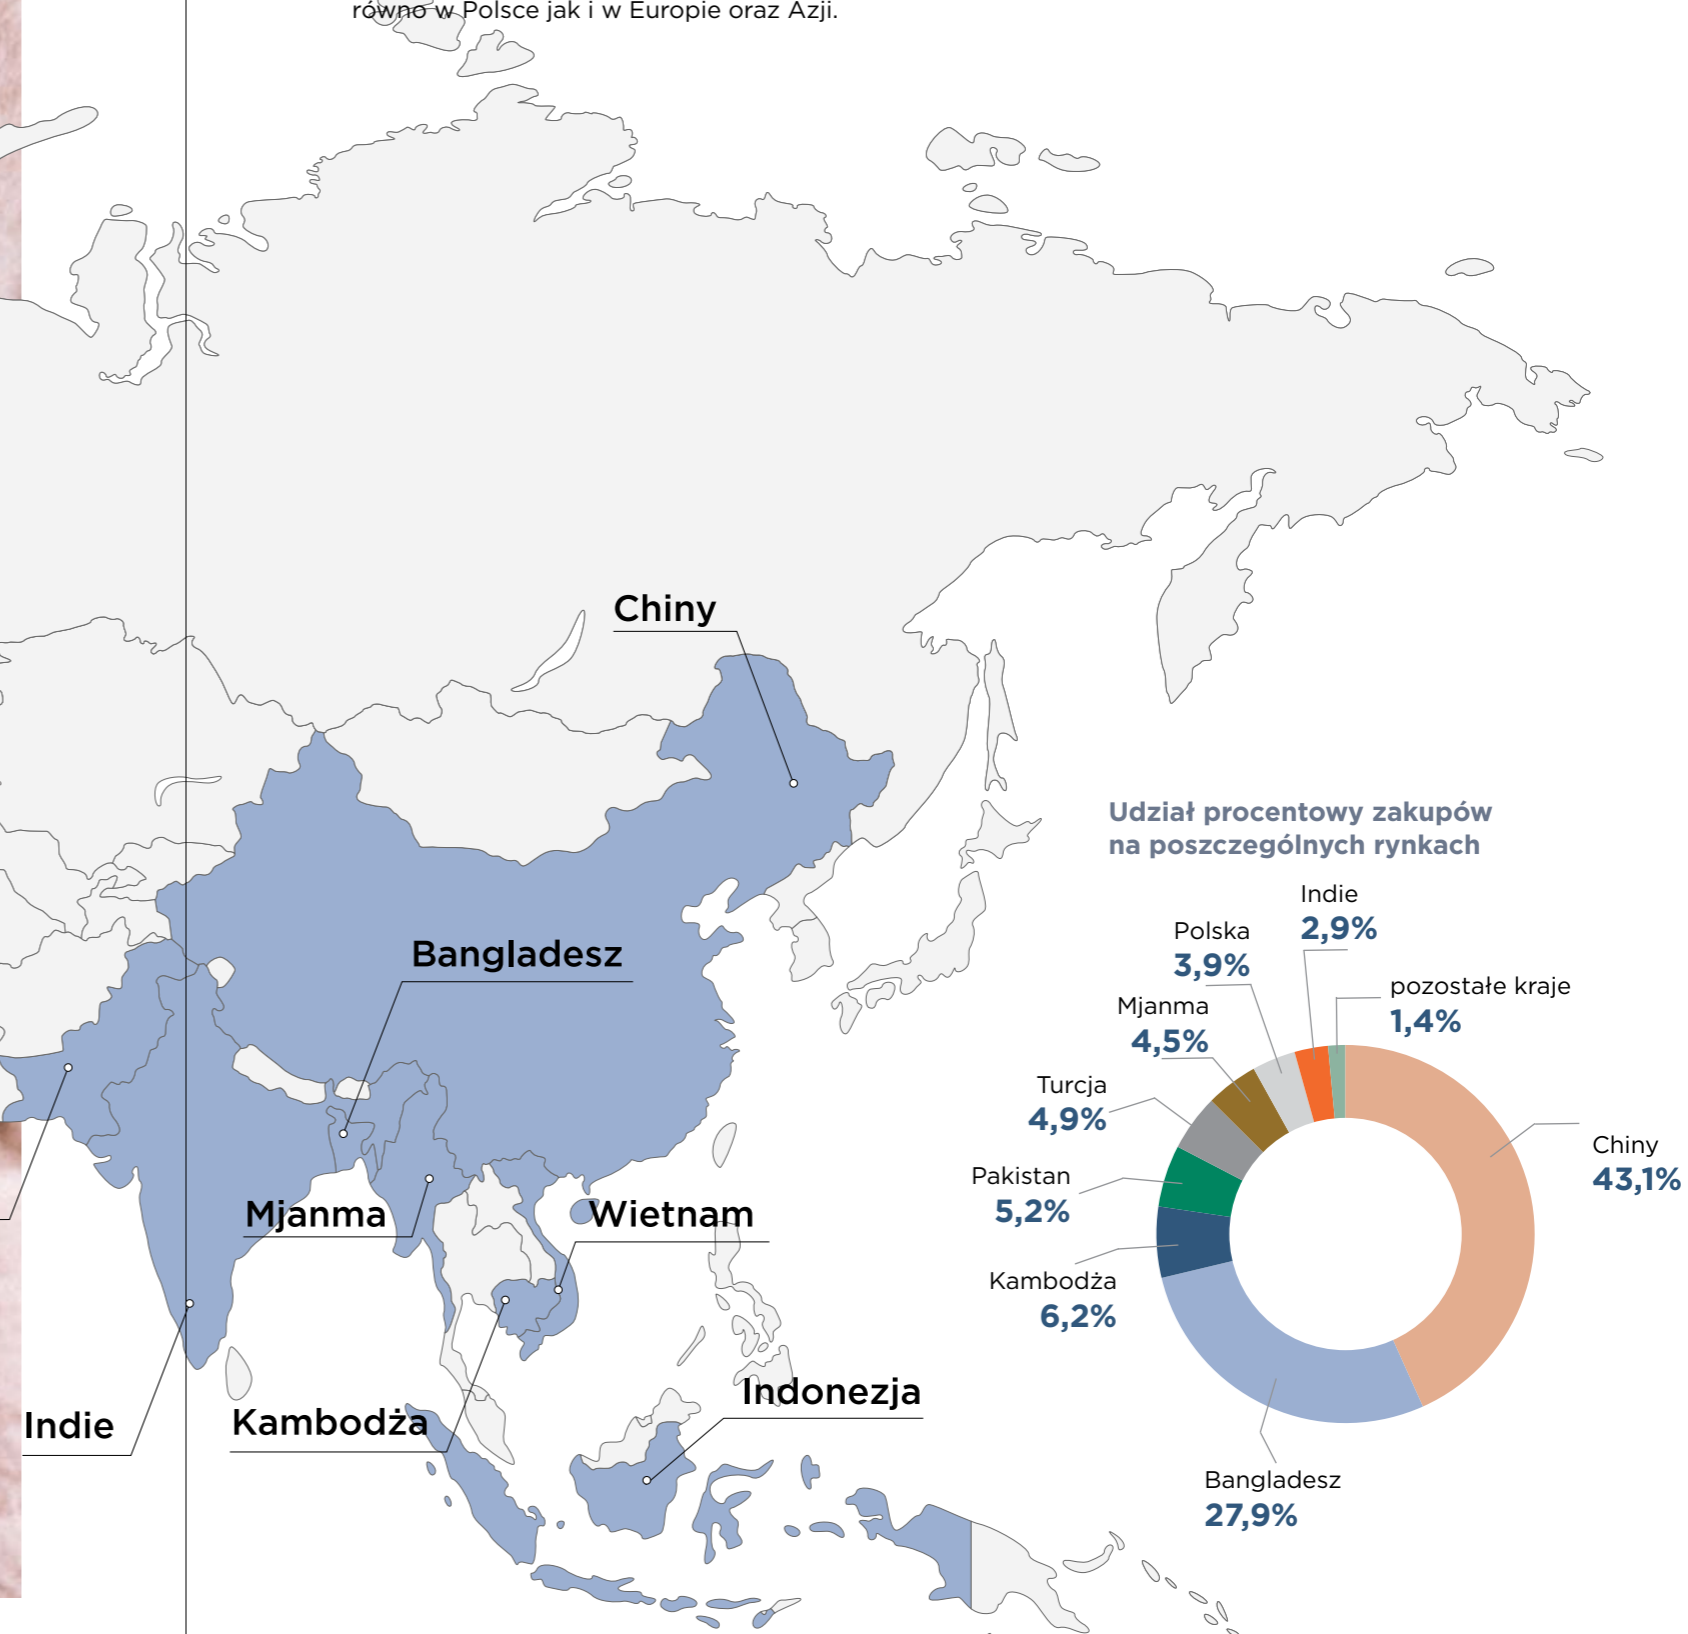 równo w Polsce jak i w Europie oraz Azji.
Chiny
Bangladesz
Mjanma
Wietnam
Indie
Kambodża
Indonezja
Udział procentowy zakupów
na poszczególnych rynkach
Indie
2,9%
Polska
3,9%
pozostałe kraje
1,4%
Mjanma
4,5%
Turcja
4,9%
Chiny
43,1%
Pakistan
5,2%
Kambodża
6,2%
Bangladesz
27,9%